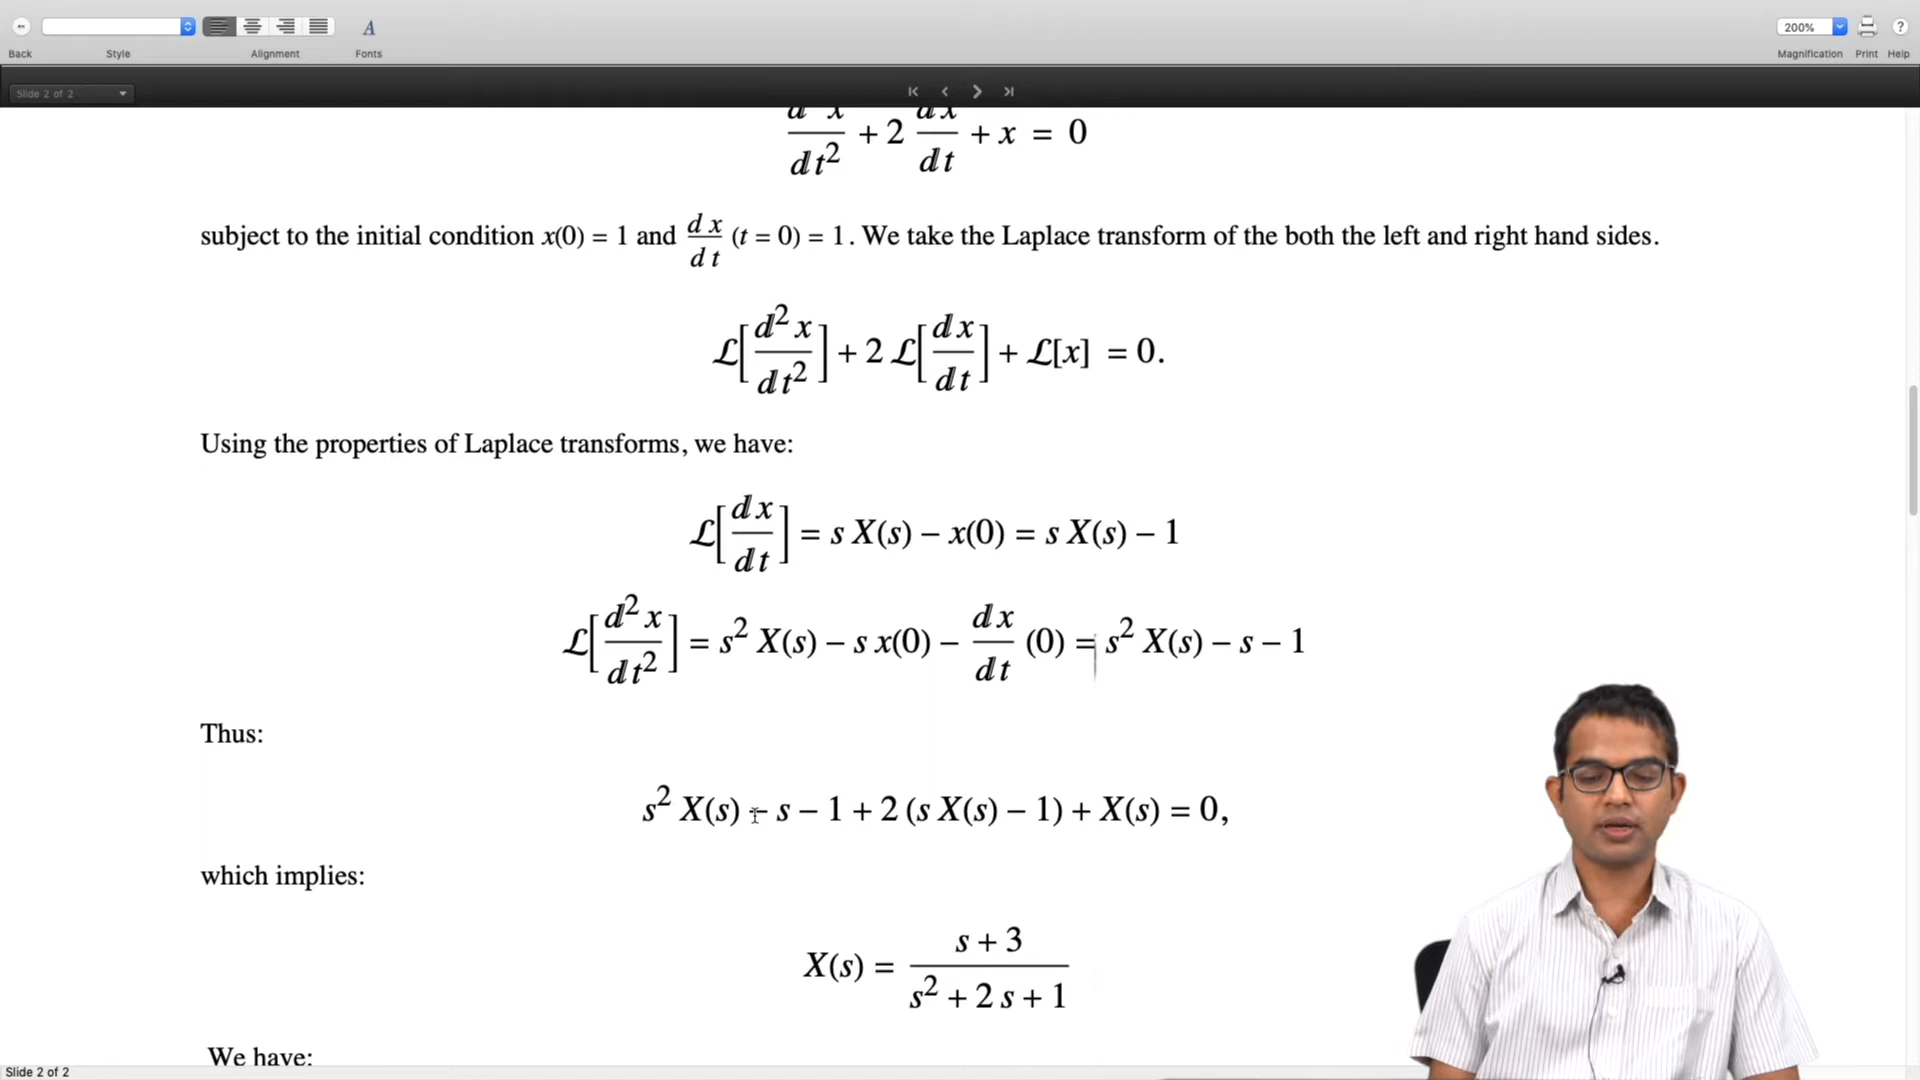 200%
Back Style Alignment Fonts Magnification Print Help
Slide 2 of 2
d² x/dt² + 2 dx/dt + x = 0
subject to the initial condition x(0) = 1 and d x/d t (t = 0) = 1. We take the Laplace transform of the both the left and right hand sides.
ℒ[d² x/dt²] + 2 ℒ[dx/dt] + ℒ[x] = 0.
Using the properties of Laplace transforms, we have:
ℒ[dx/dt] = s X(s) − x(0) = s X(s) − 1
ℒ[d² x/dt²] = s² X(s) − s x(0) − dx/dt (0) = s² X(s) − s − 1
Thus:
s² X(s) − s − 1 + 2 (s X(s) − 1) + X(s) = 0,
which implies:
X(s) = (s + 3)/(s² + 2 s + 1)
We have:
Slide 2 of 2